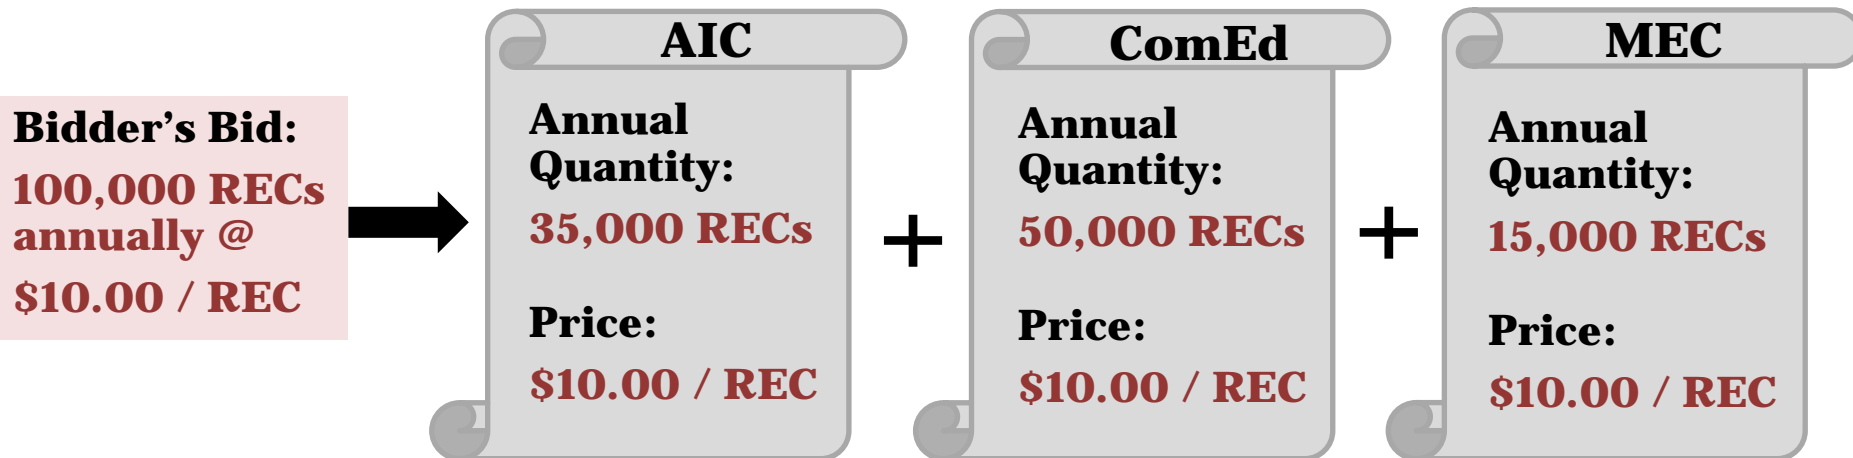 Bidder’s Bid:
100,000 RECs
annually @
$10.00 / REC
AIC
Annual
Quantity:
35,000 RECs
Price:
$10.00 / REC
+
ComEd
Annual
Quantity:
50,000 RECs
Price:
$10.00 / REC
+
MEC
Annual
Quantity:
15,000 RECs
Price:
$10.00 / REC